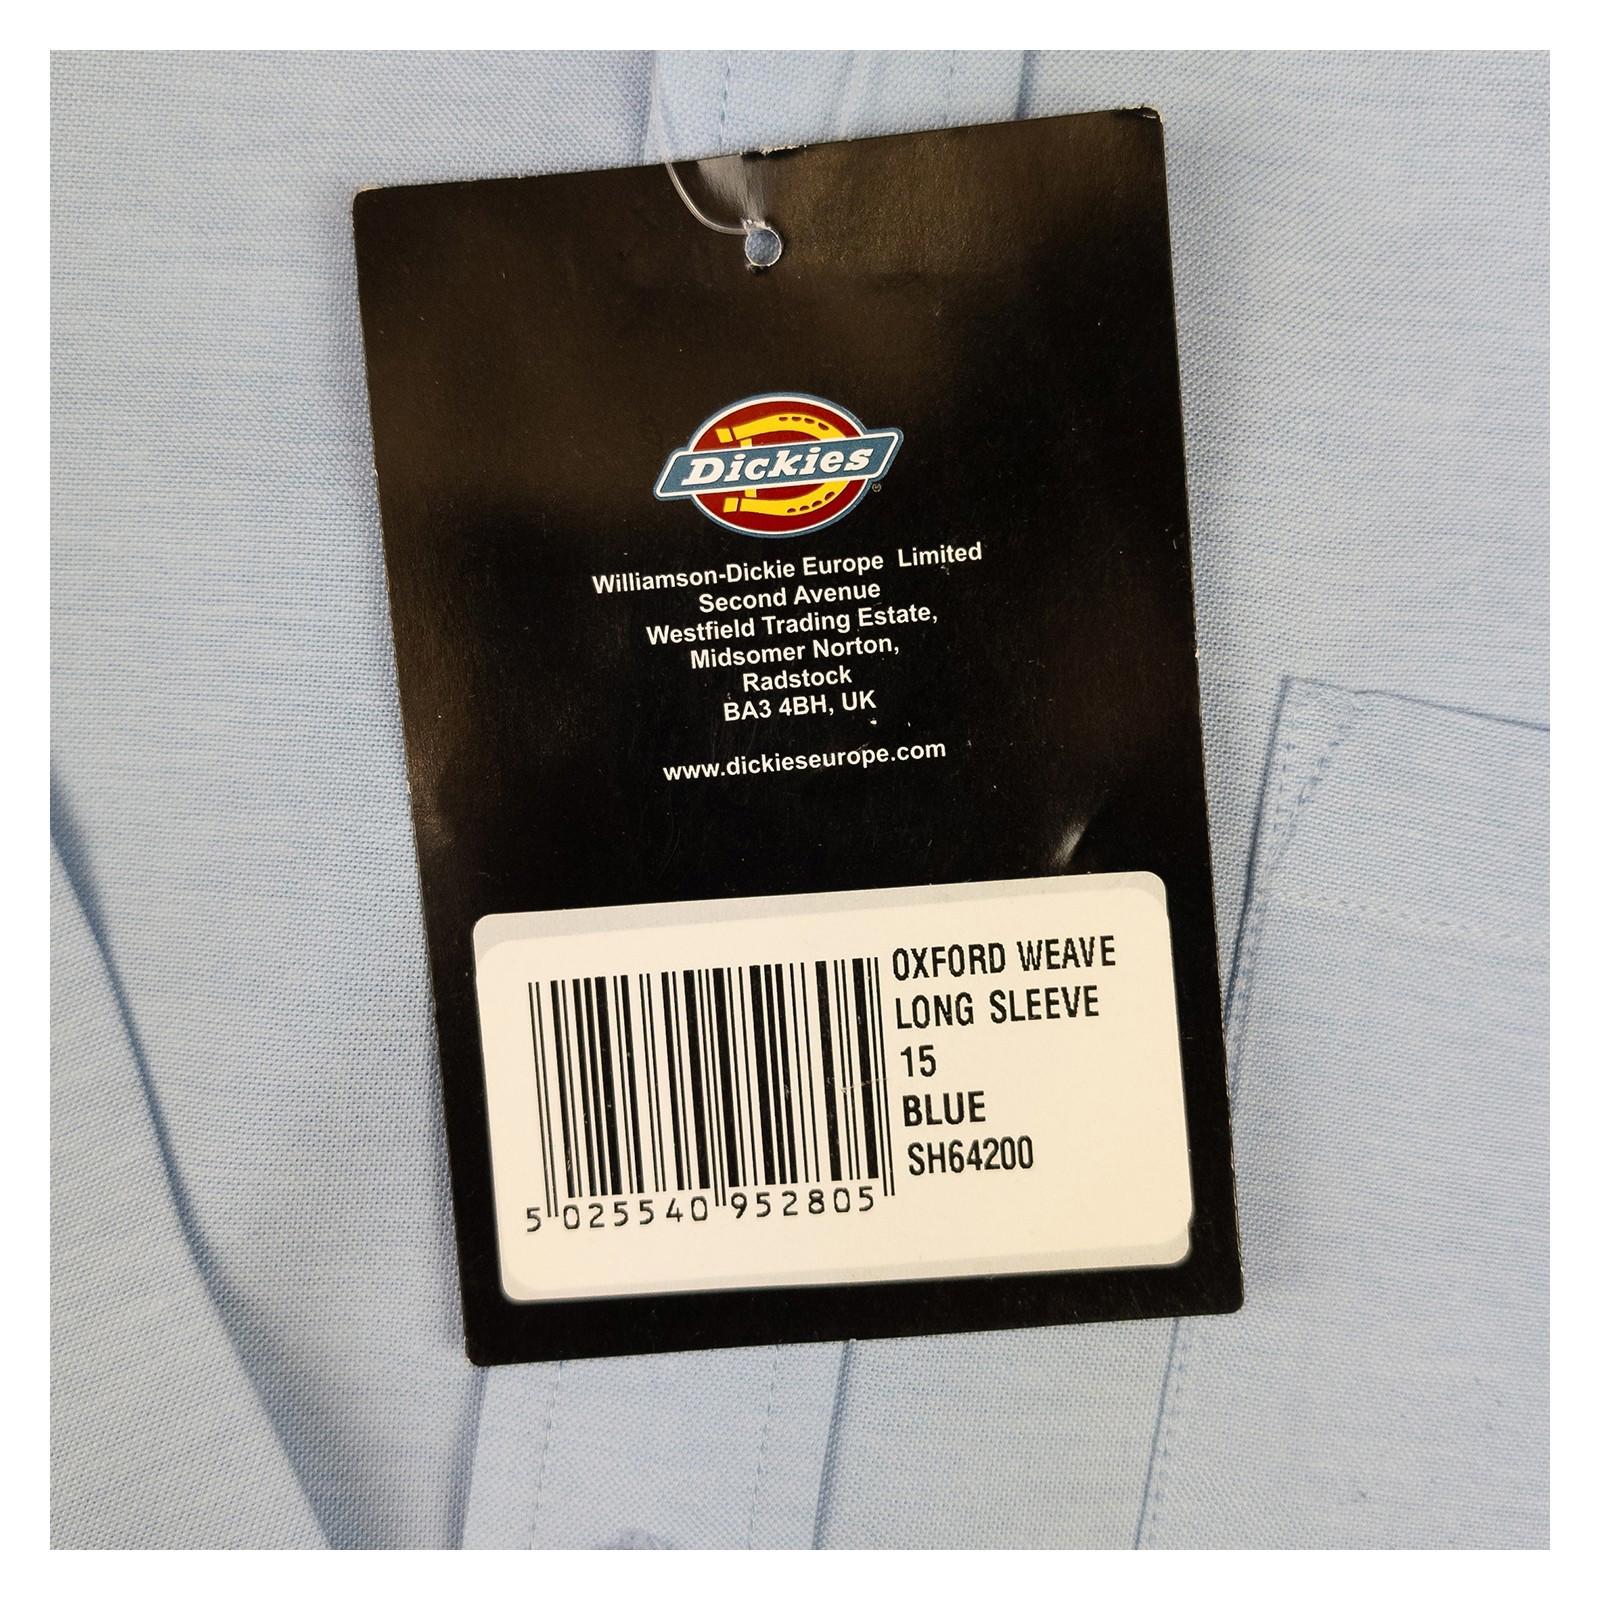 Dickies
Williamson-Dickie Europe Limited
Second Avenue
Westfield Trading Estate,
Midsomer Norton,
Radstock
BA3 4BH, UK
www.dickieseurope.com
OXFORD WEAVE
LONG SLEEVE
15
BLUE
SH64200
5 025540 952805